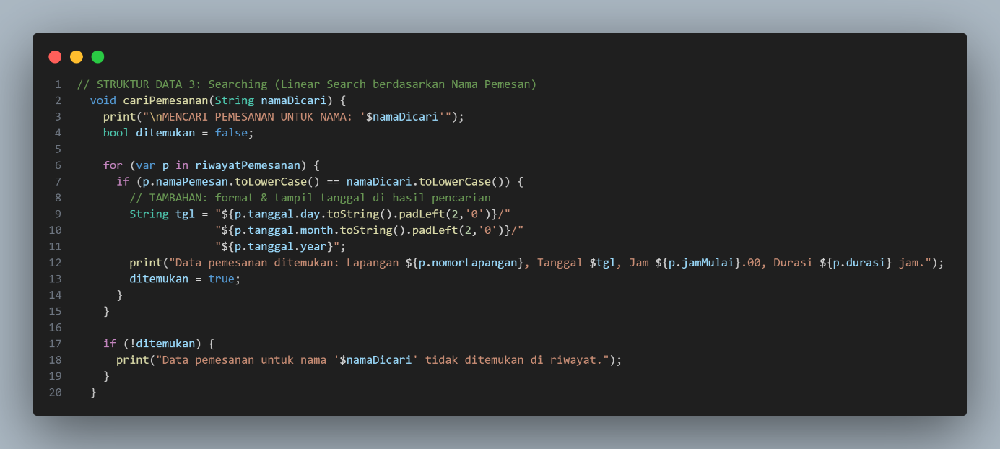 1 // STRUKTUR DATA 3: Searching (Linear Search berdasarkan Nama Pemesan)
2   void cariPemesanan(String namaDicari) {
3     print("\nMENCARI PEMESANAN UNTUK NAMA: '$namaDicari'");
4     bool ditemukan = false;
5
6     for (var p in riwayatPemesanan) {
7       if (p.namaPemesan.toLowerCase() == namaDicari.toLowerCase()) {
8         // TAMBAHAN: format & tampil tanggal di hasil pencarian
9         String tgl = "${p.tanggal.day.toString().padLeft(2,'0')}/"
10                      "${p.tanggal.month.toString().padLeft(2,'0')}/"
11                      "${p.tanggal.year}";
12         print("Data pemesanan ditemukan: Lapangan ${p.nomorLapangan}, Tanggal $tgl, Jam ${p.jamMulai}.00, Durasi ${p.durasi} jam.");
13         ditemukan = true;
14       }
15     }
16
17     if (!ditemukan) {
18       print("Data pemesanan untuk nama '$namaDicari' tidak ditemukan di riwayat.");
19     }
20   }